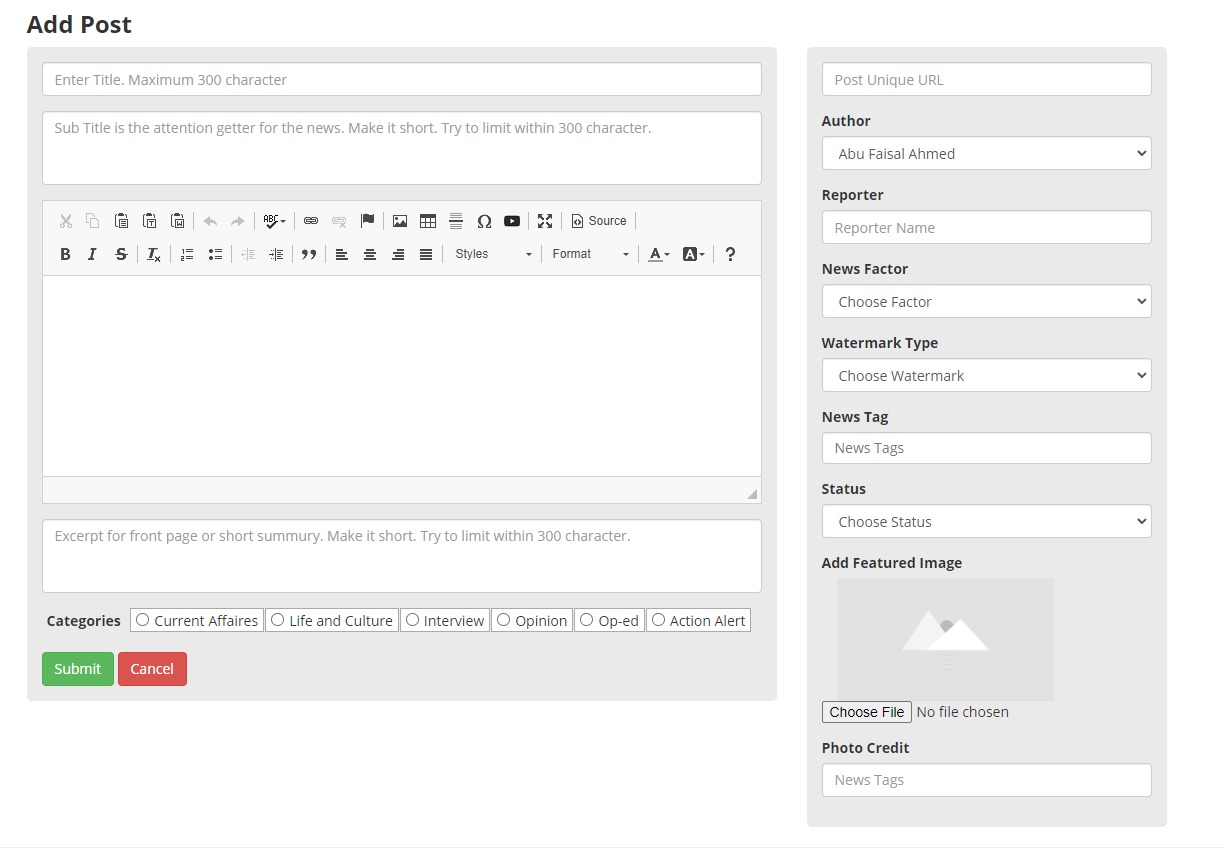 Add Post
Enter Title. Maximum 300 character
Sub Title is the attention getter for the news. Make it short. Try to limit within 300 character.
ABC
Source
B I S Tx
Styles Format A A ?
Excerpt for front page or short summury. Make it short. Try to limit within 300 character.
Categories Current Affaires Life and Culture Interview Opinion Op-ed Action Alert
Submit Cancel
Post Unique URL
Author
Abu Faisal Ahmed
Reporter
Reporter Name
News Factor
Choose Factor
Watermark Type
Choose Watermark
News Tag
News Tags
Status
Choose Status
Add Featured Image
Choose File No file chosen
Photo Credit
News Tags